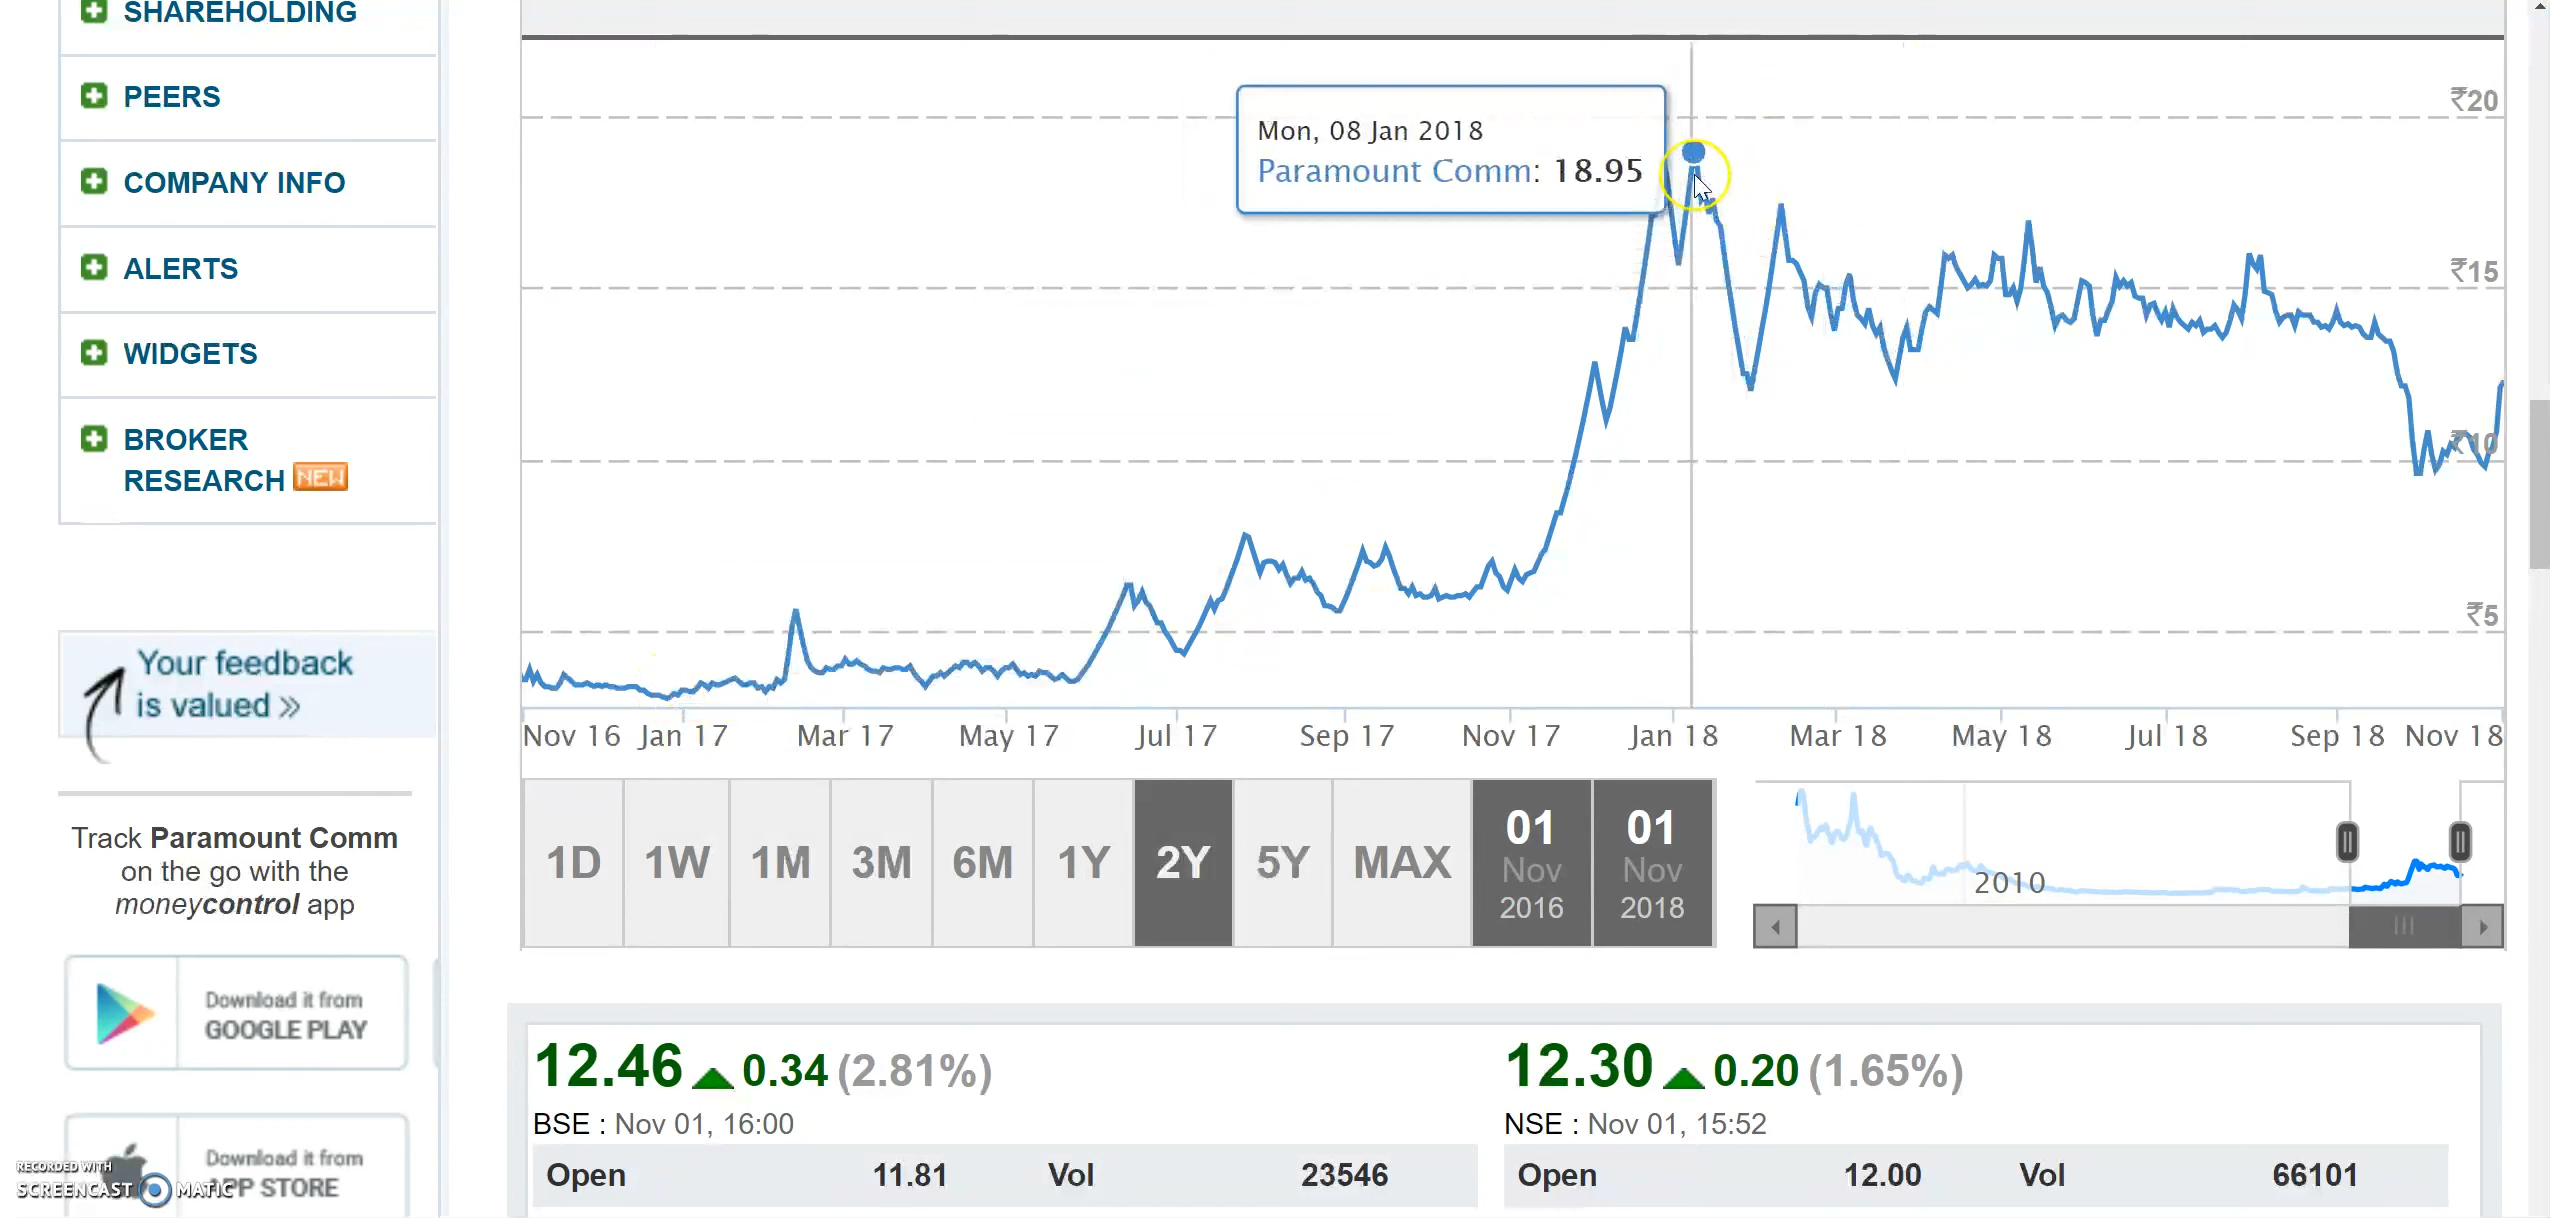 SHAREHOLDING
PEERS
COMPANY INFO
ALERTS
WIDGETS
BROKER
RESEARCH NEW
Your feedback
is valued »
Track Paramount Comm
on the go with the
moneycontrol app
Download it from
GOOGLE PLAY
Download it from
APP STORE
RECORDED WITH
SCREENCAST MATIC
Mon, 08 Jan 2018
Paramount Comm: 18.95
₹20
₹15
₹10
₹5
Nov 16 Jan 17 Mar 17 May 17 Jul 17 Sep 17 Nov 17 Jan 18 Mar 18 May 18 Jul 18 Sep 18 Nov 18
1D 1W 1M 3M 6M 1Y 2Y 5Y MAX
01 Nov 2016
01 Nov 2018
2010
12.46 0.34 (2.81%)
BSE : Nov 01, 16:00
Open 11.81 Vol 23546
12.30 0.20 (1.65%)
NSE : Nov 01, 15:52
Open 12.00 Vol 66101